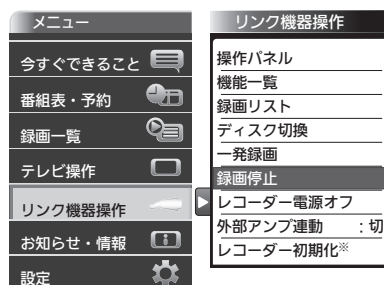 メニュー
今すぐできること
番組表・予約
録画一覧
テレビ操作
リンク機器操作
お知らせ・情報
設定
リンク機器操作
操作パネル
機能一覧
録画リスト
ディスク切換
一発録画
録画停止
レコーダー電源オフ
外部アンプ連動 ：切
レコーダー初期化※